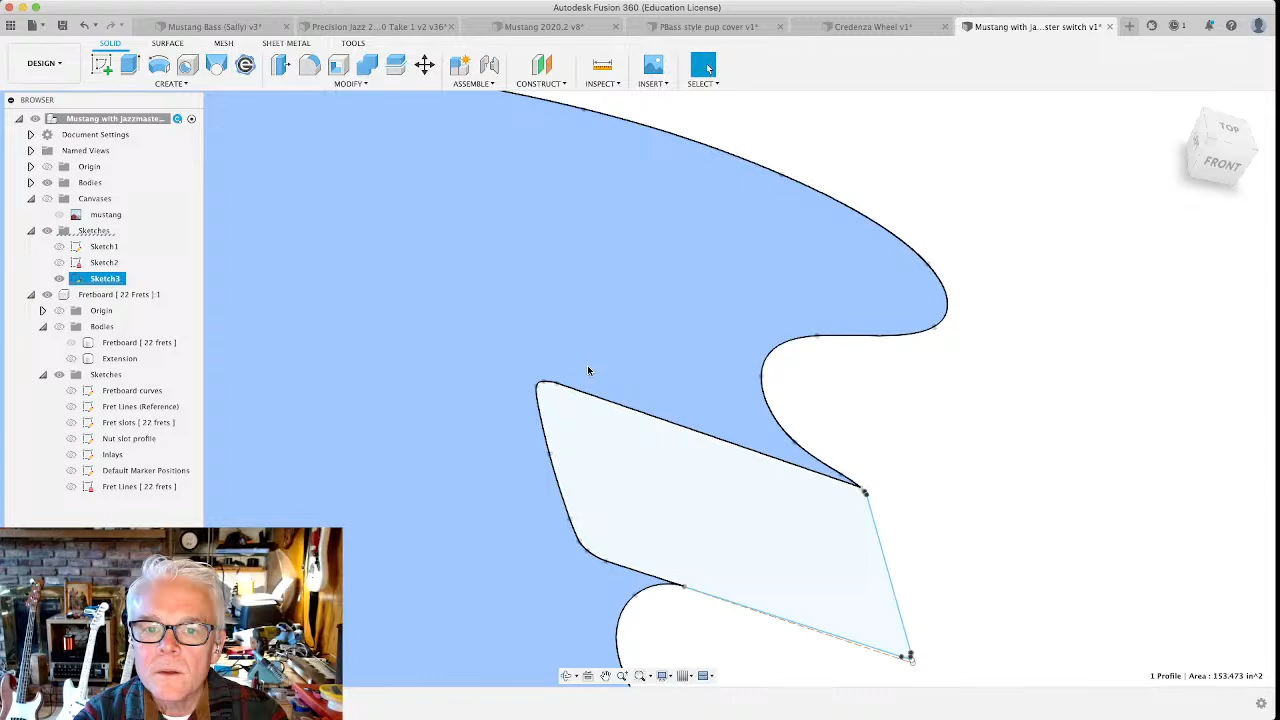 Autodesk Fusion 360 (Education License)
Mustang Bass (Sally) v3*
Precision Jazz 2...0 Take 1 v2 v36*
Mustang 2020.2 v8*
PBass style pup cover v1*
Credenza Wheel v1*
Mustang with ja...ster switch v1*
1
SOLID
SURFACE
MESH
SHEET METAL
TOOLS
DESIGN
CREATE
MODIFY
ASSEMBLE
CONSTRUCT
INSPECT
INSERT
SELECT
BROWSER
Mustang with jazzmaste...
Document Settings
Named Views
Origin
Bodies
Canvases
mustang
Sketches
Sketch1
Sketch2
Sketch3
Fretboard [22 Frets]:1
Origin
Bodies
Fretboard [ 22 frets ]
Extension
Sketches
Fretboard curves
Fret Lines (Reference)
Fret slots [ 22 frets ]
Nut slot profile
Inlays
Default Marker Positions
Fret Lines [ 22 frets ]
TOP
FRONT
1 Profile | Area : 153.473 in^2